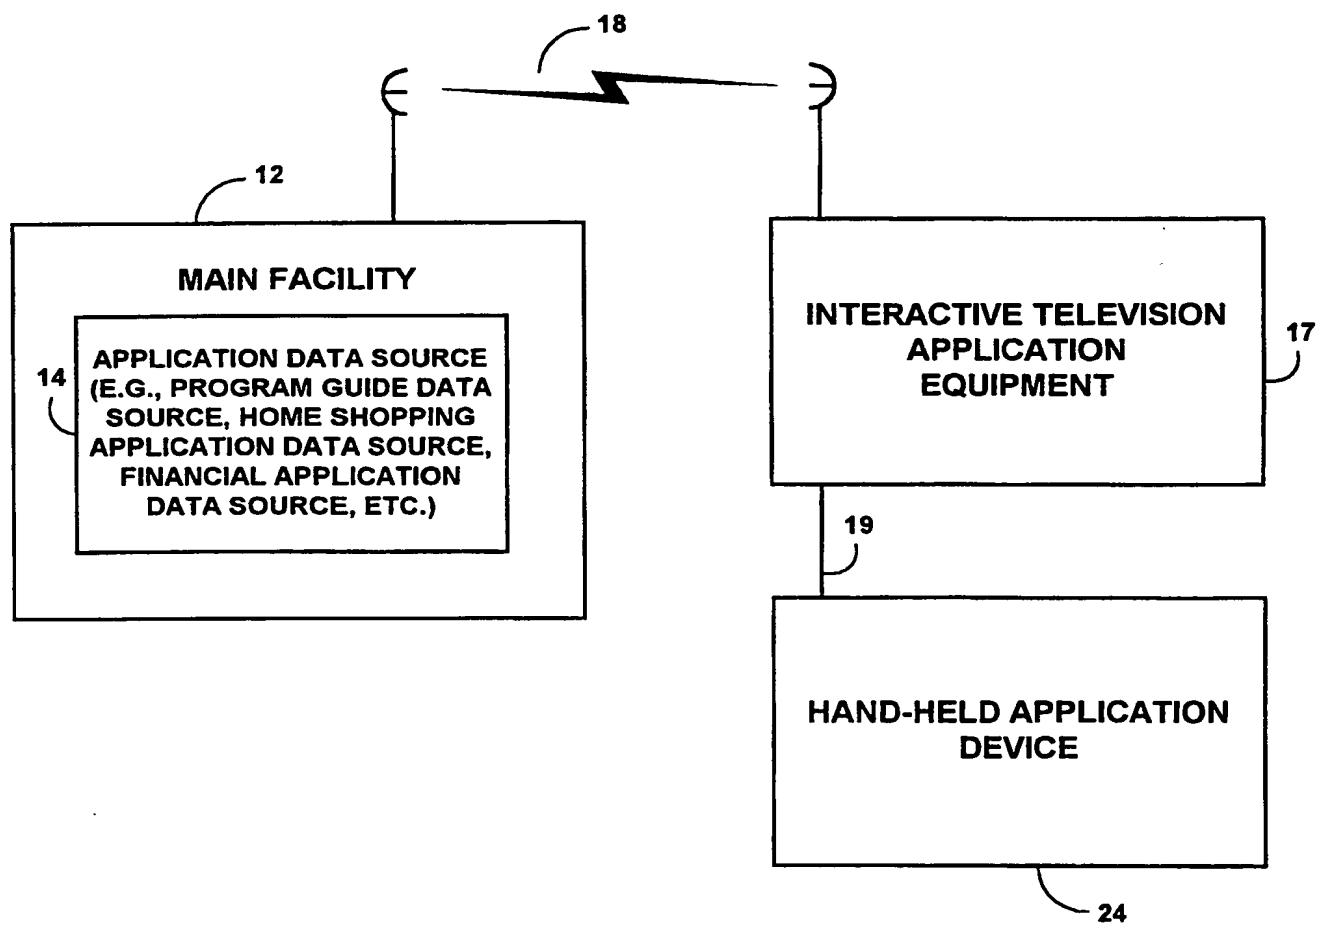 18
12
MAIN FACILITY
14
APPLICATION DATA SOURCE
(E.G., PROGRAM GUIDE DATA
SOURCE, HOME SHOPPING
APPLICATION DATA SOURCE,
FINANCIAL APPLICATION
DATA SOURCE, ETC.)
INTERACTIVE TELEVISION
APPLICATION
EQUIPMENT
17
19
HAND-HELD APPLICATION
DEVICE
24